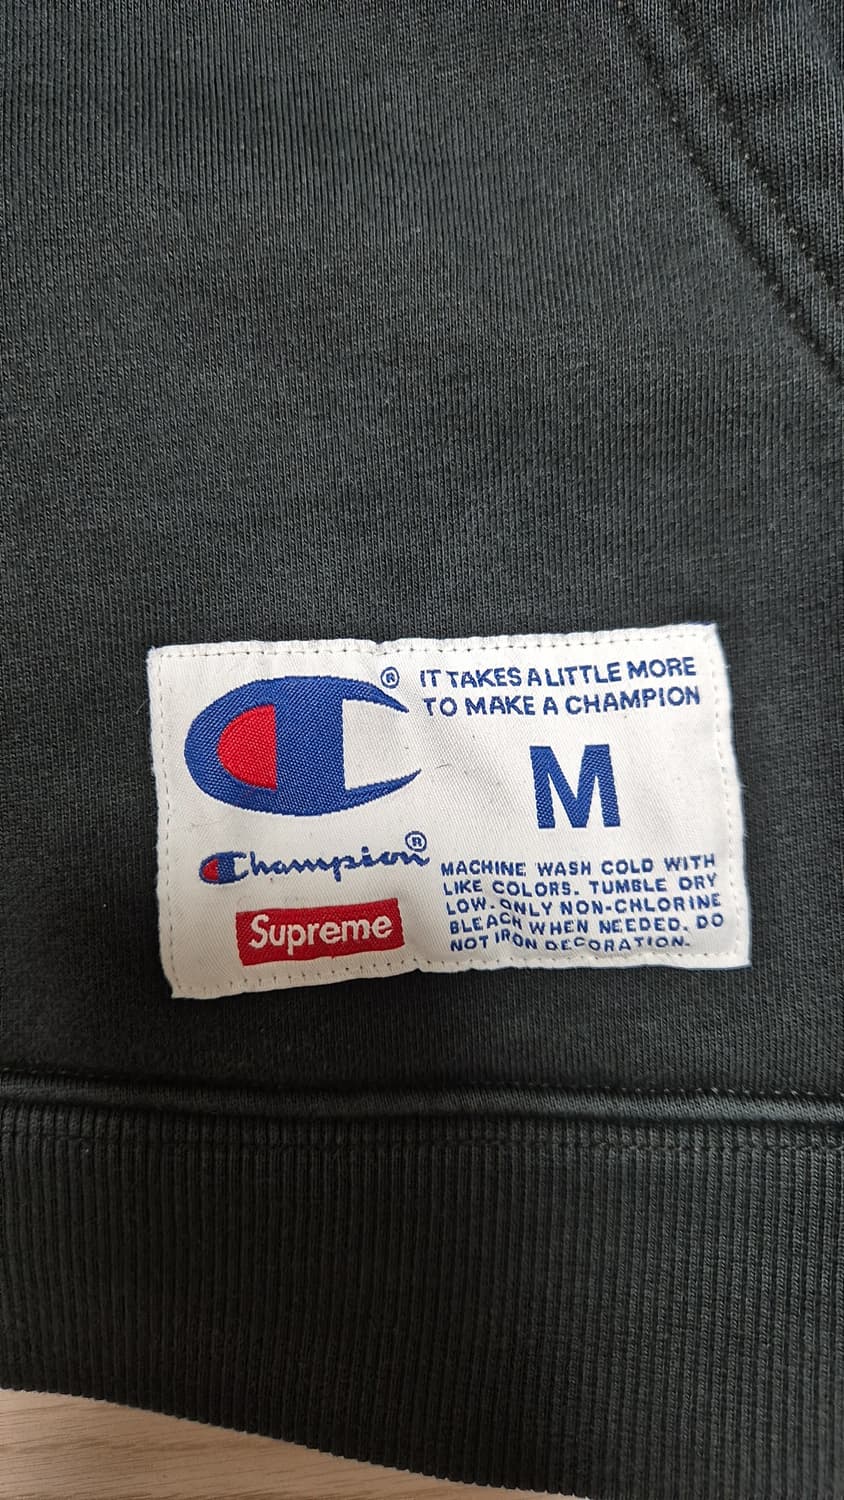 ® IT TAKES A LITTLE MORE
TO MAKE A CHAMPION
M
Champion®
Supreme
MACHINE WASH COLD WITH
LIKE COLORS. TUMBLE DRY
LOW. ONLY NON-CHLORINE
BLEACH WHEN NEEDED. DO
NOT IRON DECORATION.